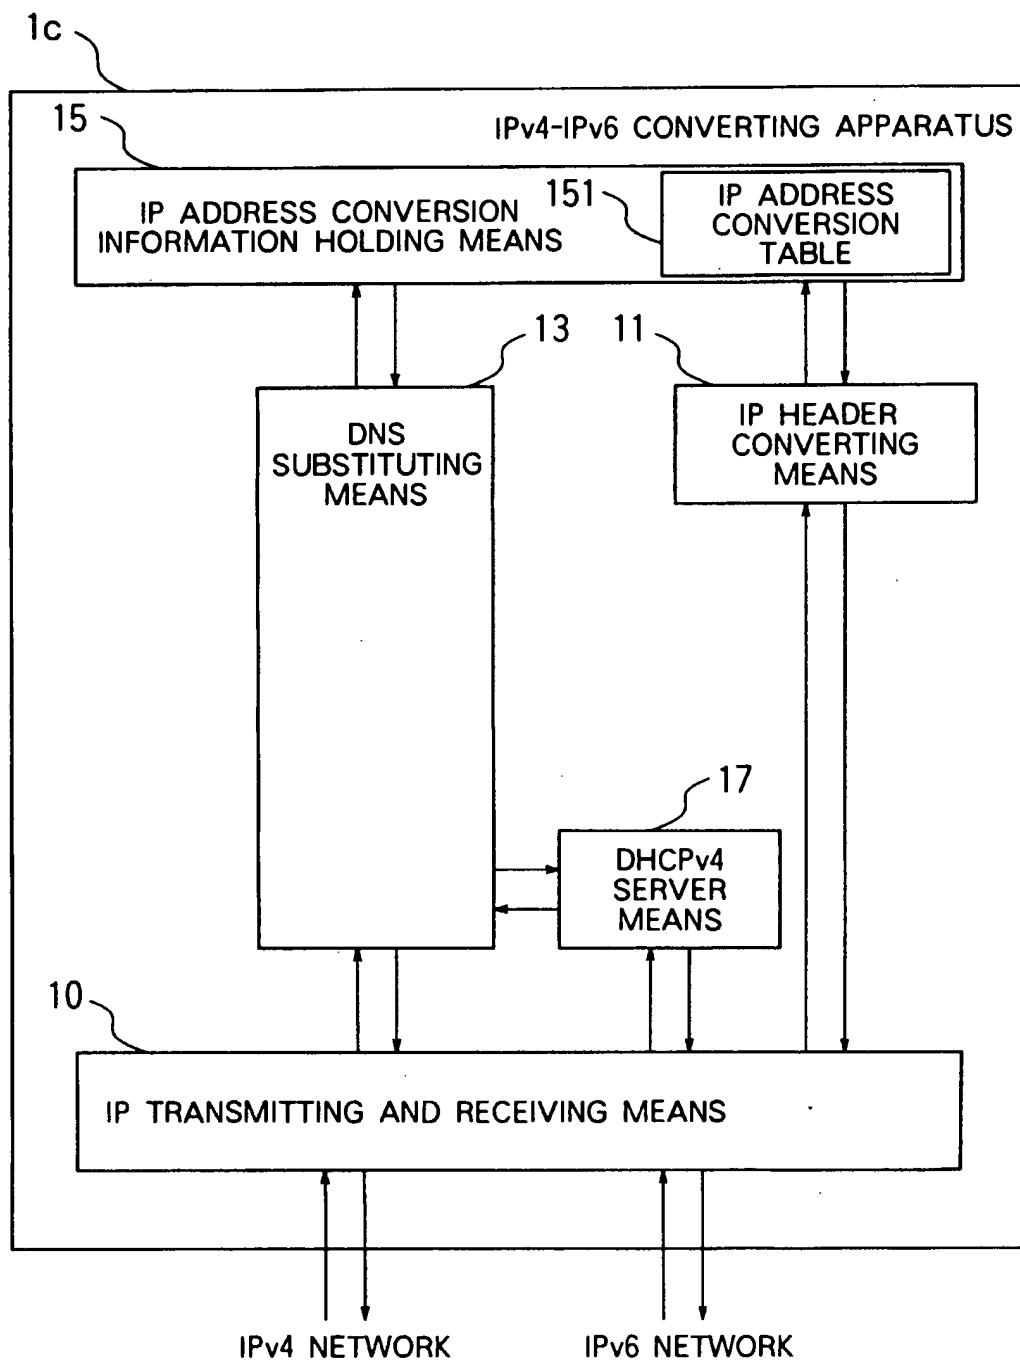 1c
IPv4-IPv6 CONVERTING APPARATUS
15
IP ADDRESS CONVERSION
INFORMATION HOLDING MEANS
151
IP ADDRESS
CONVERSION
TABLE
13
DNS
SUBSTITUTING
MEANS
11
IP HEADER
CONVERTING
MEANS
17
DHCPv4
SERVER
MEANS
10
IP TRANSMITTING AND RECEIVING MEANS
IPv4 NETWORK
IPv6 NETWORK